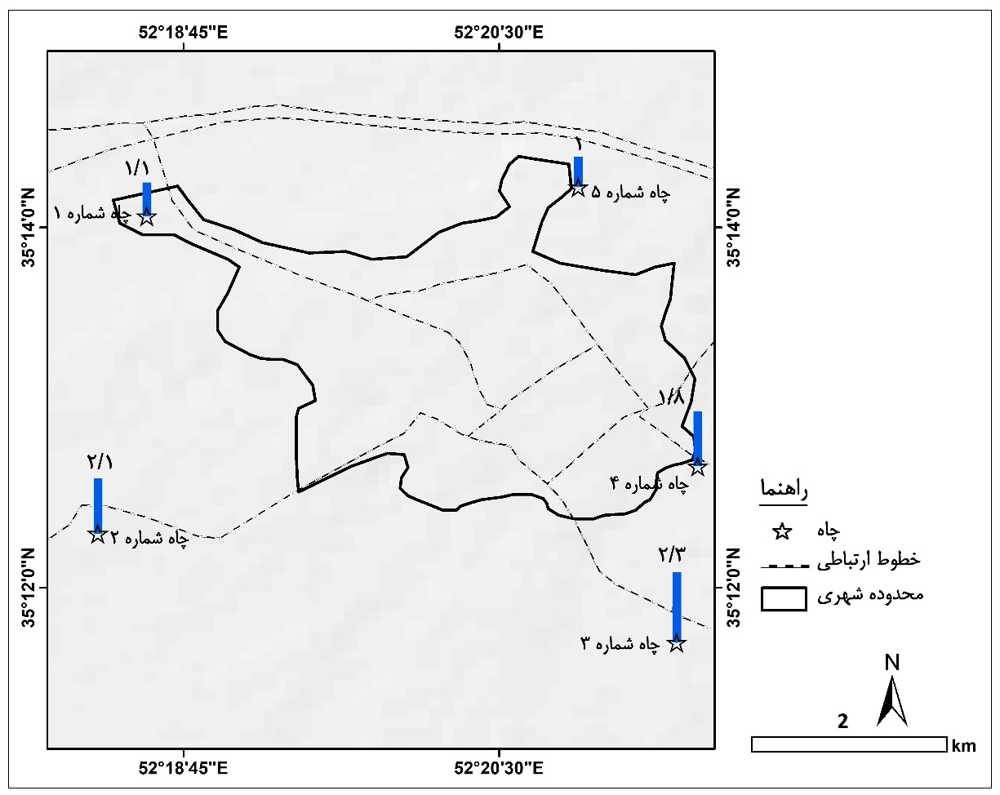 52°18'45"E
52°20'30"E
35°14'0"N
35°14'0"N
۱
۱/۱
چاه شماره ۵
چاه شماره ۱
۱/۸
۲/۱
چاه شماره ۴
چاه شماره ۲
۲/۳
چاه شماره ۳
35°12'0"N
35°12'0"N
52°18'45"E
52°20'30"E
راهنما
چاه
خطوط ارتباطی
محدوده شهری
N
2
km